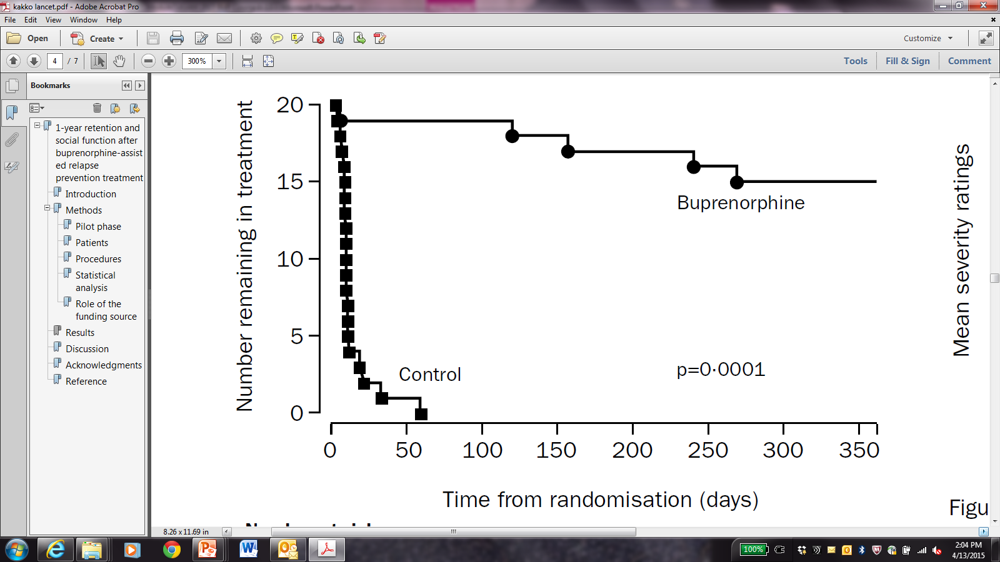 kakko lancet.pdf - Adobe Acrobat Pro
File Edit View Window Help
Open Create Customize
4 / 7 300% Tools Fill & Sign Comment
Bookmarks
1-year retention and
social function after
buprenorphine-assist
ed relapse
prevention treatment
Introduction
Methods
Pilot phase
Patients
Procedures
Statistical
analysis
Role of the
funding source
Results
Discussion
Acknowledgments
Reference
Number remaining in treatment
20
15
10
5
0
Buprenorphine
Control
p=0·0001
0 50 100 150 200 250 300 350
Time from randomisation (days)
Mean severity ratings
Figu
8.26 x 11.69 in
100%
2:04 PM
4/13/2015